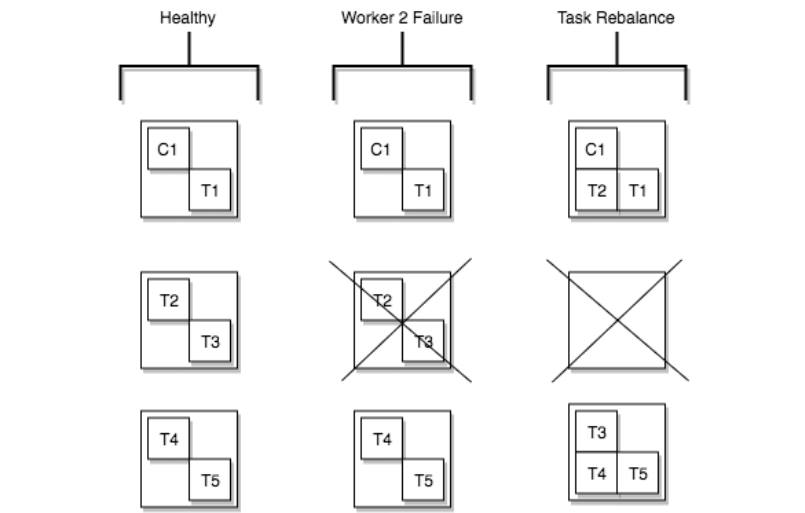 Healthy
Worker 2 Failure
Task Rebalance
C1
T1
C1
T1
C1
T2
T1
T2
T3
T2
T3
T4
T5
T4
T5
T3
T4
T5